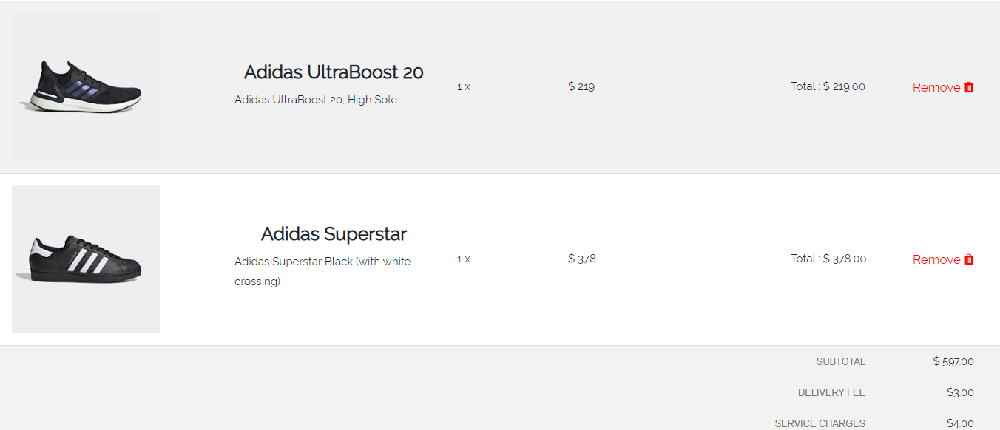 Adidas UltraBoost 20
Adidas UltraBoost 20, High Sole
1 x
$ 219
Total : $ 219.00
Remove
Adidas Superstar
Adidas Superstar Black (with white
crossing)
1 x
$ 378
Total : $ 378.00
Remove
SUBTOTAL
$ 597.00
DELIVERY FEE
$3.00
SERVICE CHARGES
$4.00